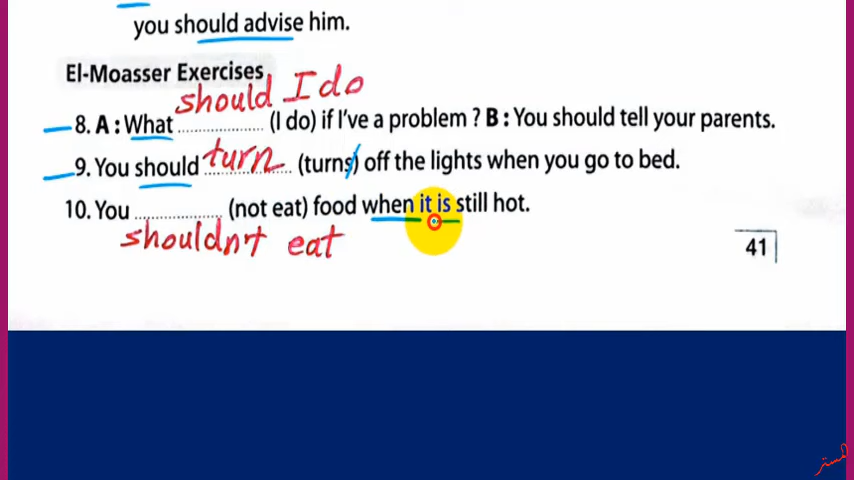 you should advise him.
El-Moasser Exercises
should I do
8. A : What .................... (I do) if I've a problem ? B : You should tell your parents.
9. You should turn (turns) off the lights when you go to bed.
10. You .................... (not eat) food when it is still hot.
shouldn't eat
41
المستر